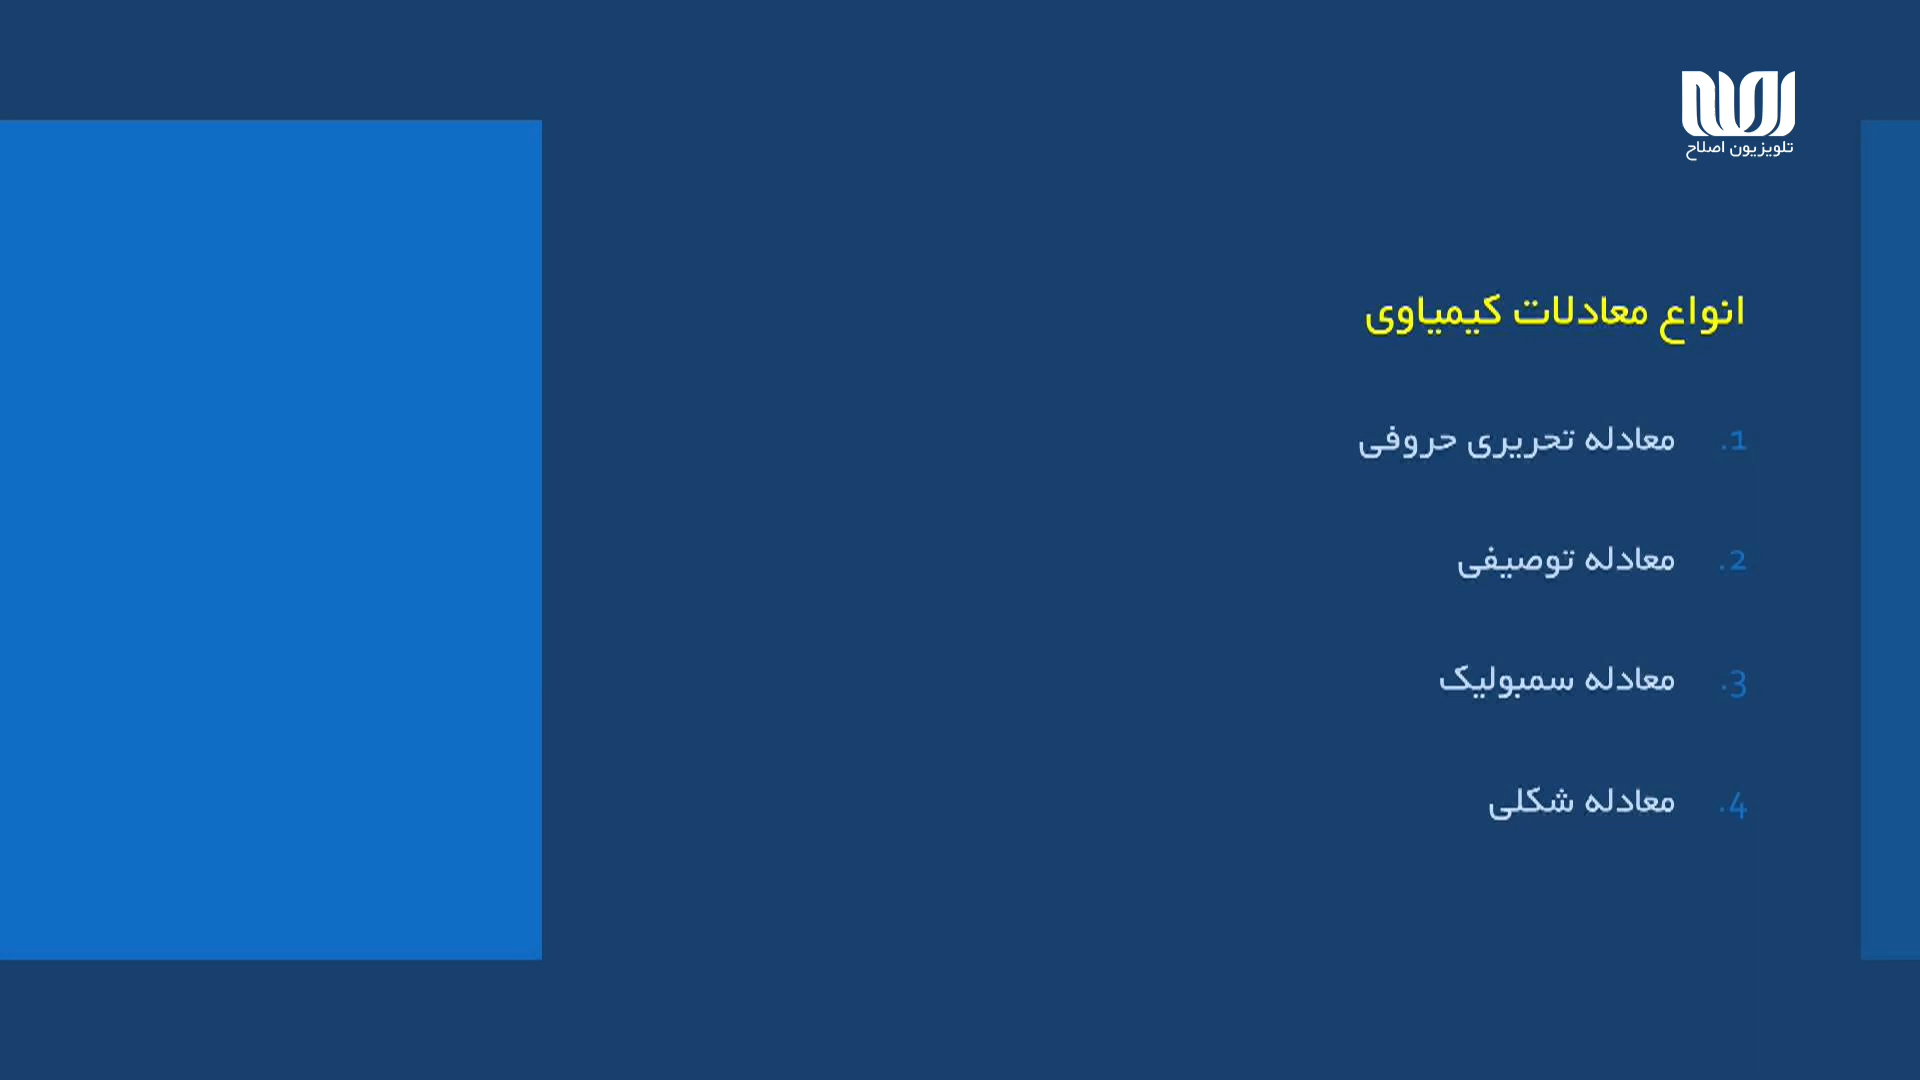 تلویزیون اصلاح
انواع معادلات کیمیاوی
1. معادله تحریری حروفی
2. معادله توصیفی
3. معادله سمبولیک
4. معادله شکلی